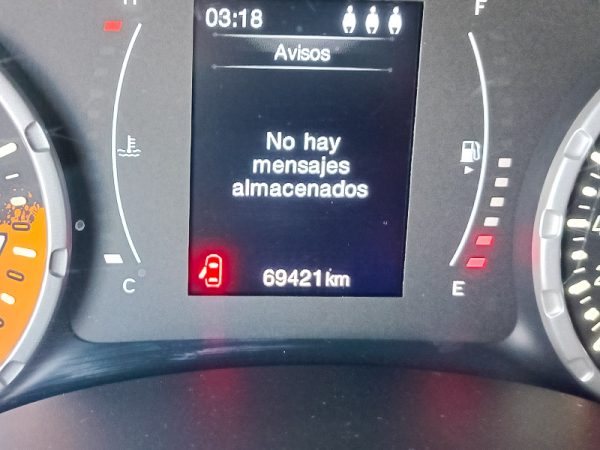 H
F
03:18
Avisos
No hay
mensajes
almacenados
C
69421km
E